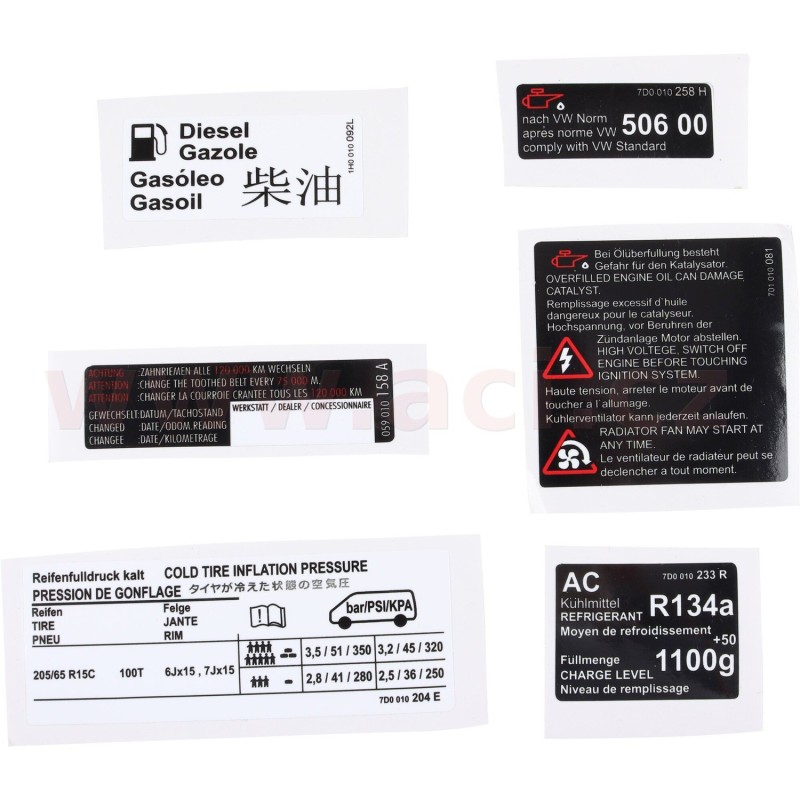 Diesel
Gazole
Gasóleo
Gasoil
柴油
1H0 010 092L
7D0 010 258 H
nach VW Norm
après norme VW 506 00
comply with VW Standard
Bei Ölüberfullung besteht
Gefahr für den Katalysator.
OVERFILLED ENGINE OIL CAN DAMAGE
CATALYST.
Remplissage excessif d`huile
dangereux pour le catalyseur.
Hochspannung, vor Beruhren der
Zündanlage Motor abstellen.
HIGH VOLTEGE, SWITCH OFF
ENGINE BEFORE TOUCHING
IGNITION SYSTEM.
Haute tension, arreter le moteur avant de
toucher a l`allumage.
Kuhlerventilator kann jederzeit anlaufen.
RADIATOR FAN MAY START AT
ANY TIME.
Le ventilateur de radiateur peut se
declencher a tout moment.
701 010 081
ACHTUNG :ZAHNRIEMEN ALLE 120 000 KM WECHSELN
ATTENTION :CHANGE THE TOOTHED BELT EVERY 75 000 M.
ATTENTION :CHANGER LA COURROIE CRANTEE TOUS LES 120 000 KM
WERKSTATT / DEALER / CONCESSIONNAIRE
GEWECHSELT:DATUM/TACHOSTAND
CHANGED :DATE/ODOM.READING
CHANGEE :DATE/KILOMETRAGE
059 010 158 A
www.aci.cz
Reifenfulldruck kalt COLD TIRE INFLATION PRESSURE
PRESSION DE GONFLAGE タイヤが冷えた状態の空気圧
Reifen Felge
TIRE JANTE
PNEU RIM
bar/PSI/KPA
205/65 R15C 100T 6Jx15 , 7Jx15
3,5 / 51 / 350 3,2 / 45 / 320
2,8 / 41 / 280 2,5 / 36 / 250
7D0 010 204 E
AC 7D0 010 233 R
Kühlmittel
REFRIGERANT R134a
Moyen de refroidissement
+50
Füllmenge 1100g
CHARGE LEVEL
Niveau de remplissage